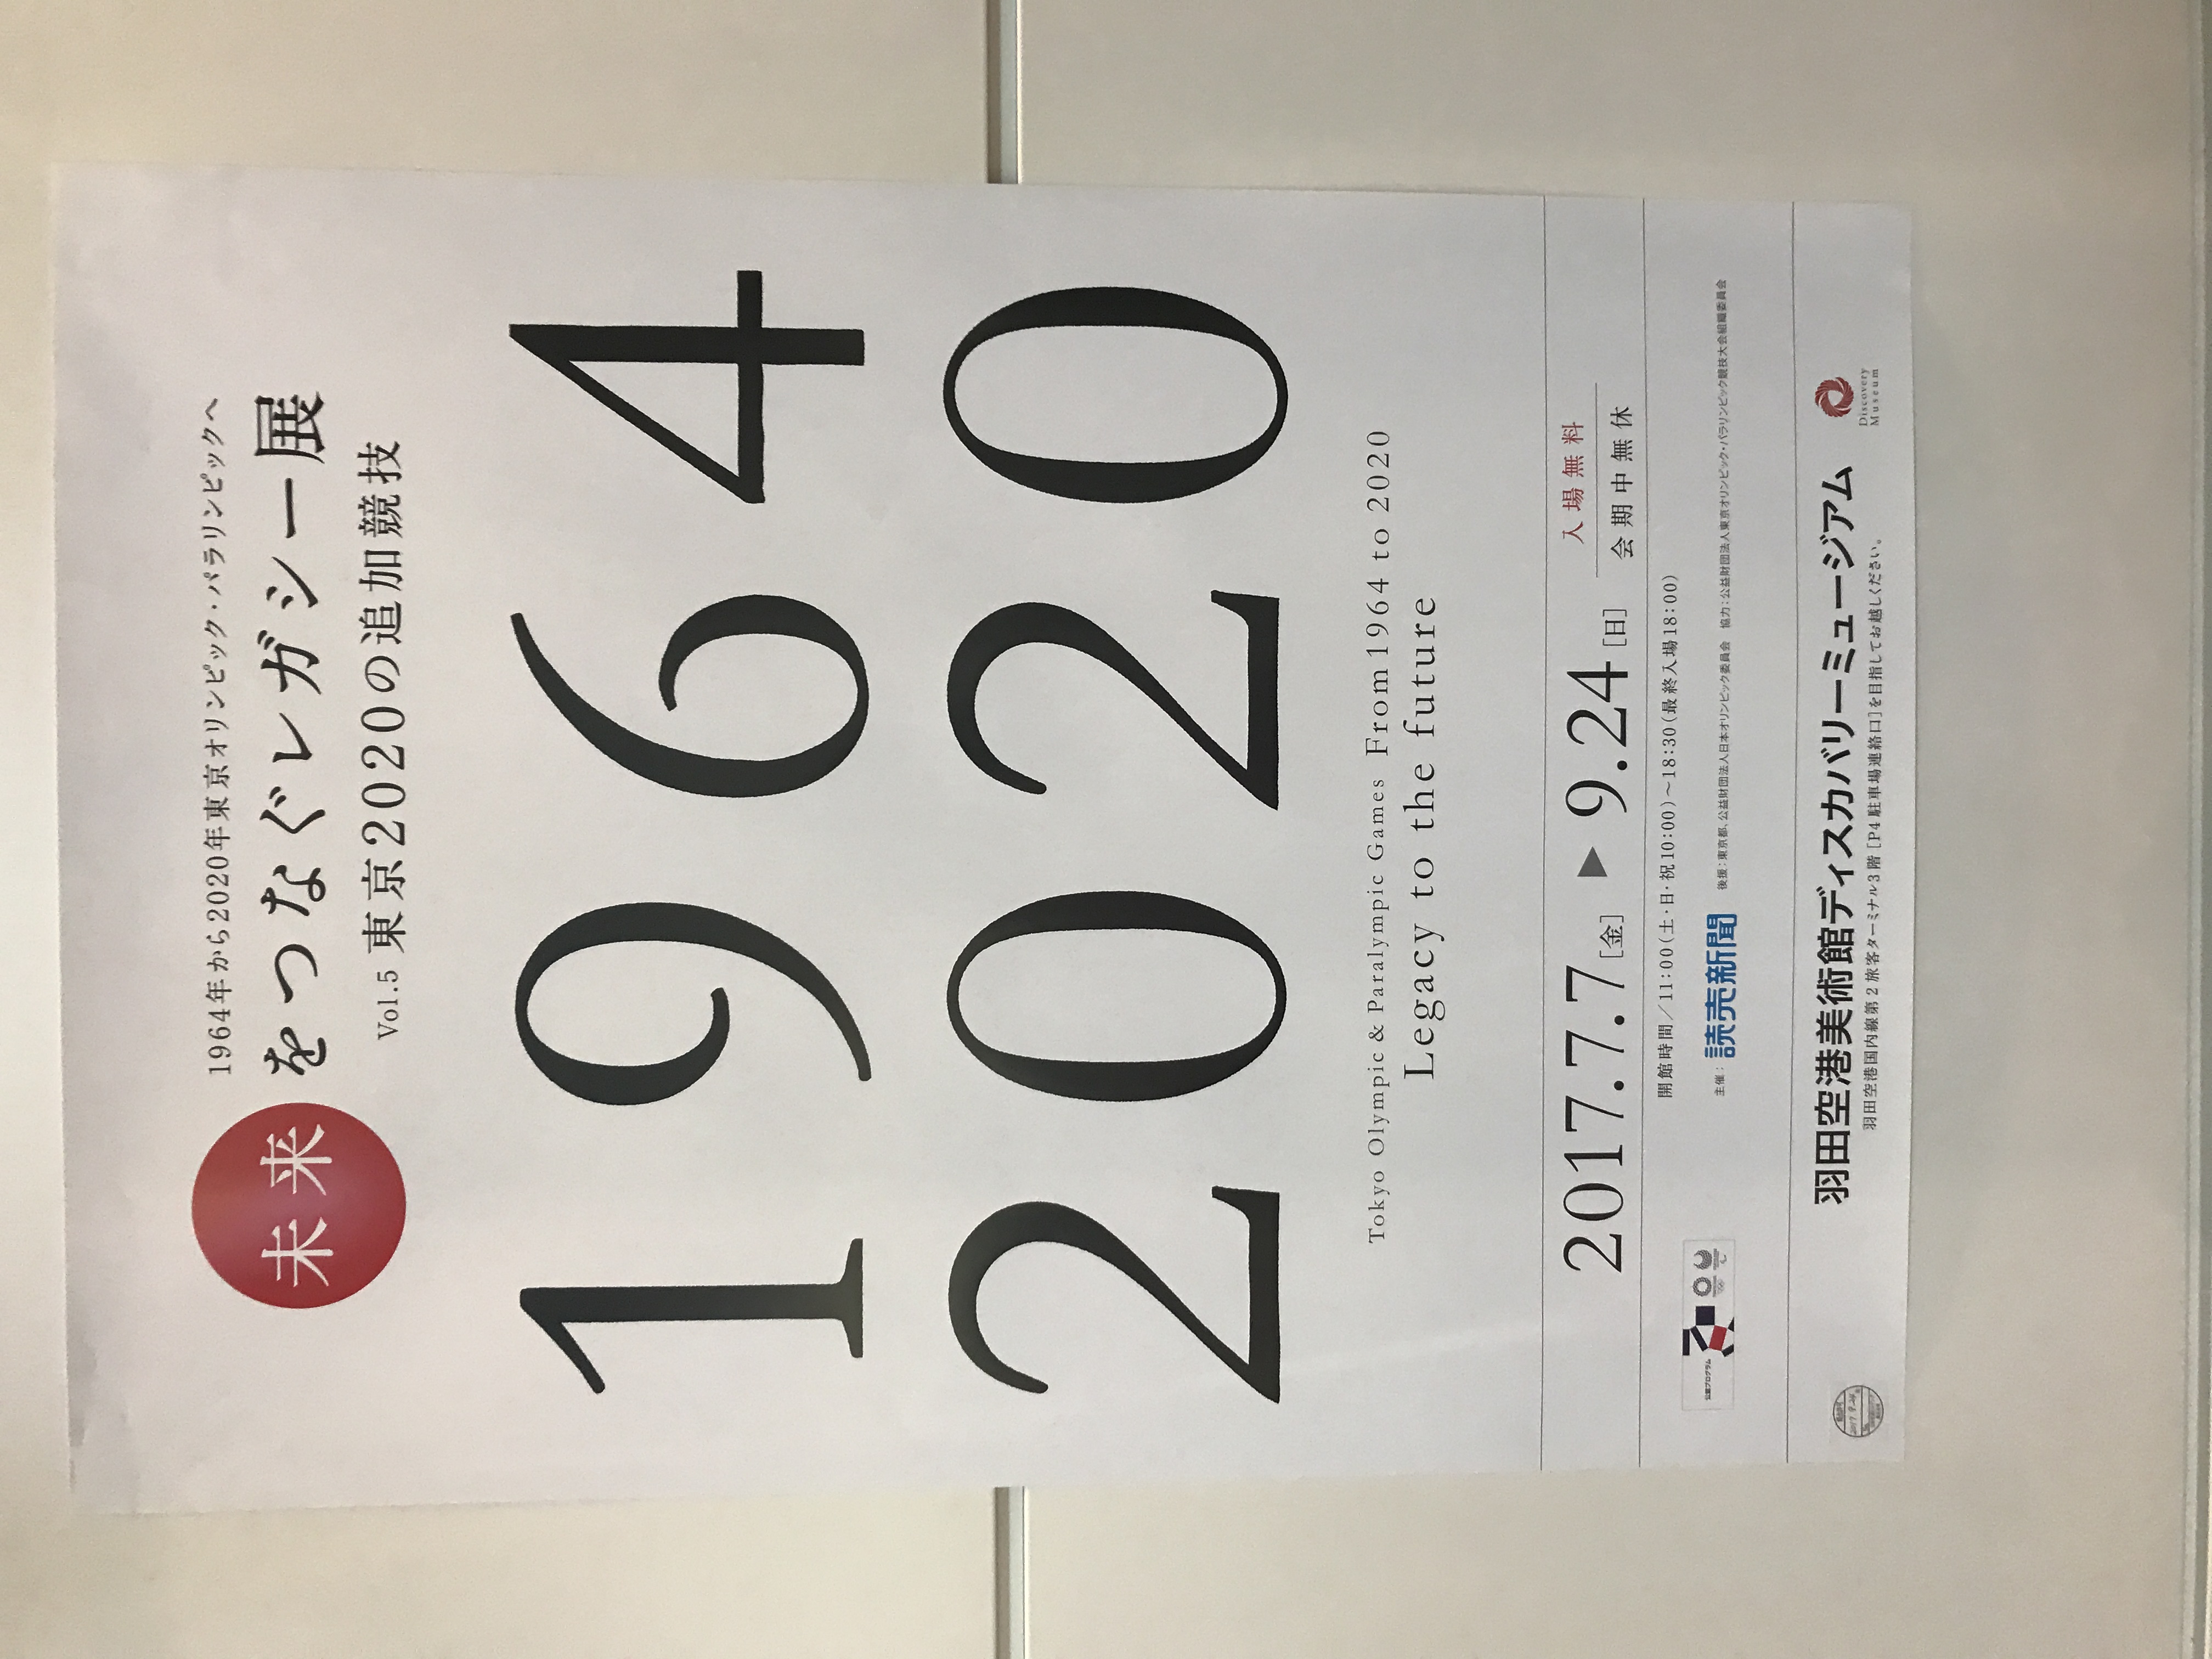 1964年から2020年東京オリンピック・パラリンピックへ
未来をつなぐレガシー展
Vol.5 東京2020の追加競技
1964
2020
Tokyo Olympic & Paralympic Games From 1964 to 2020
Legacy to the future
2017.7.7[金] ▶ 9.24[日]
入場無料
会期中無休
開館時間／11:00(土・日・祝10:00)～18:30(最終入場18:00)
公認プログラム
主催：読売新聞 後援：東京都、公益財団法人日本オリンピック委員会 協力：公益財団法人東京オリンピック・パラリンピック競技大会組織委員会
羽田空港美術館ディスカバリーミュージアム
羽田空港国内線第2旅客ターミナル3階[P4駐車場連絡口]を目指してお越しください。
Discovery
Museum
2017.9.24